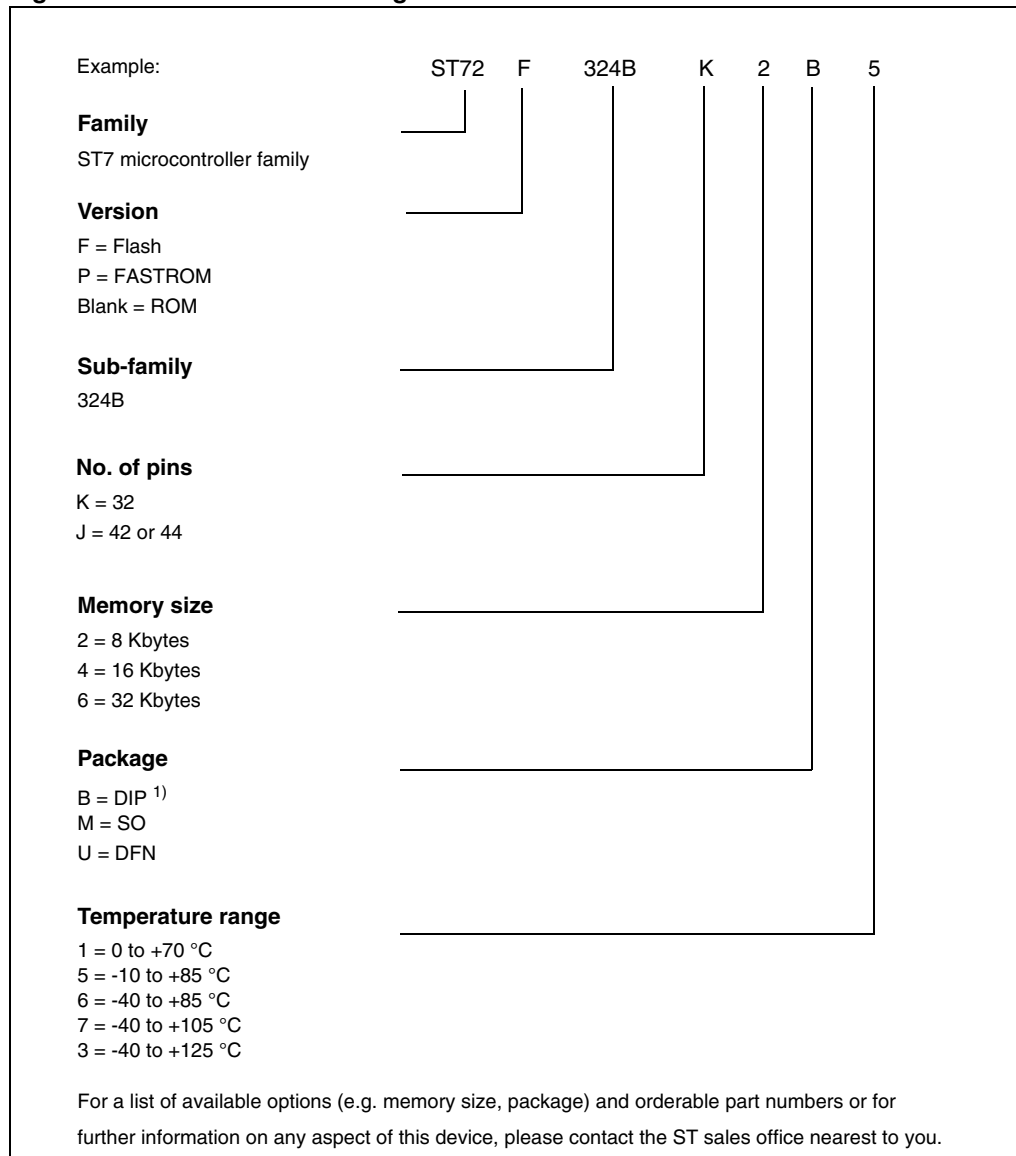 Example: ST72 F 324B K 2 B 5
Family
ST7 microcontroller family
Version
F = Flash
P = FASTROM
Blank = ROM
Sub-family
324B
No. of pins
K = 32
J = 42 or 44
Memory size
2 = 8 Kbytes
4 = 16 Kbytes
6 = 32 Kbytes
Package
B = DIP 1)
M = SO
U = DFN
Temperature range
1 = 0 to +70 °C
5 = -10 to +85 °C
6 = -40 to +85 °C
7 = -40 to +105 °C
3 = -40 to +125 °C
For a list of available options (e.g. memory size, package) and orderable part numbers or for
further information on any aspect of this device, please contact the ST sales office nearest to you.